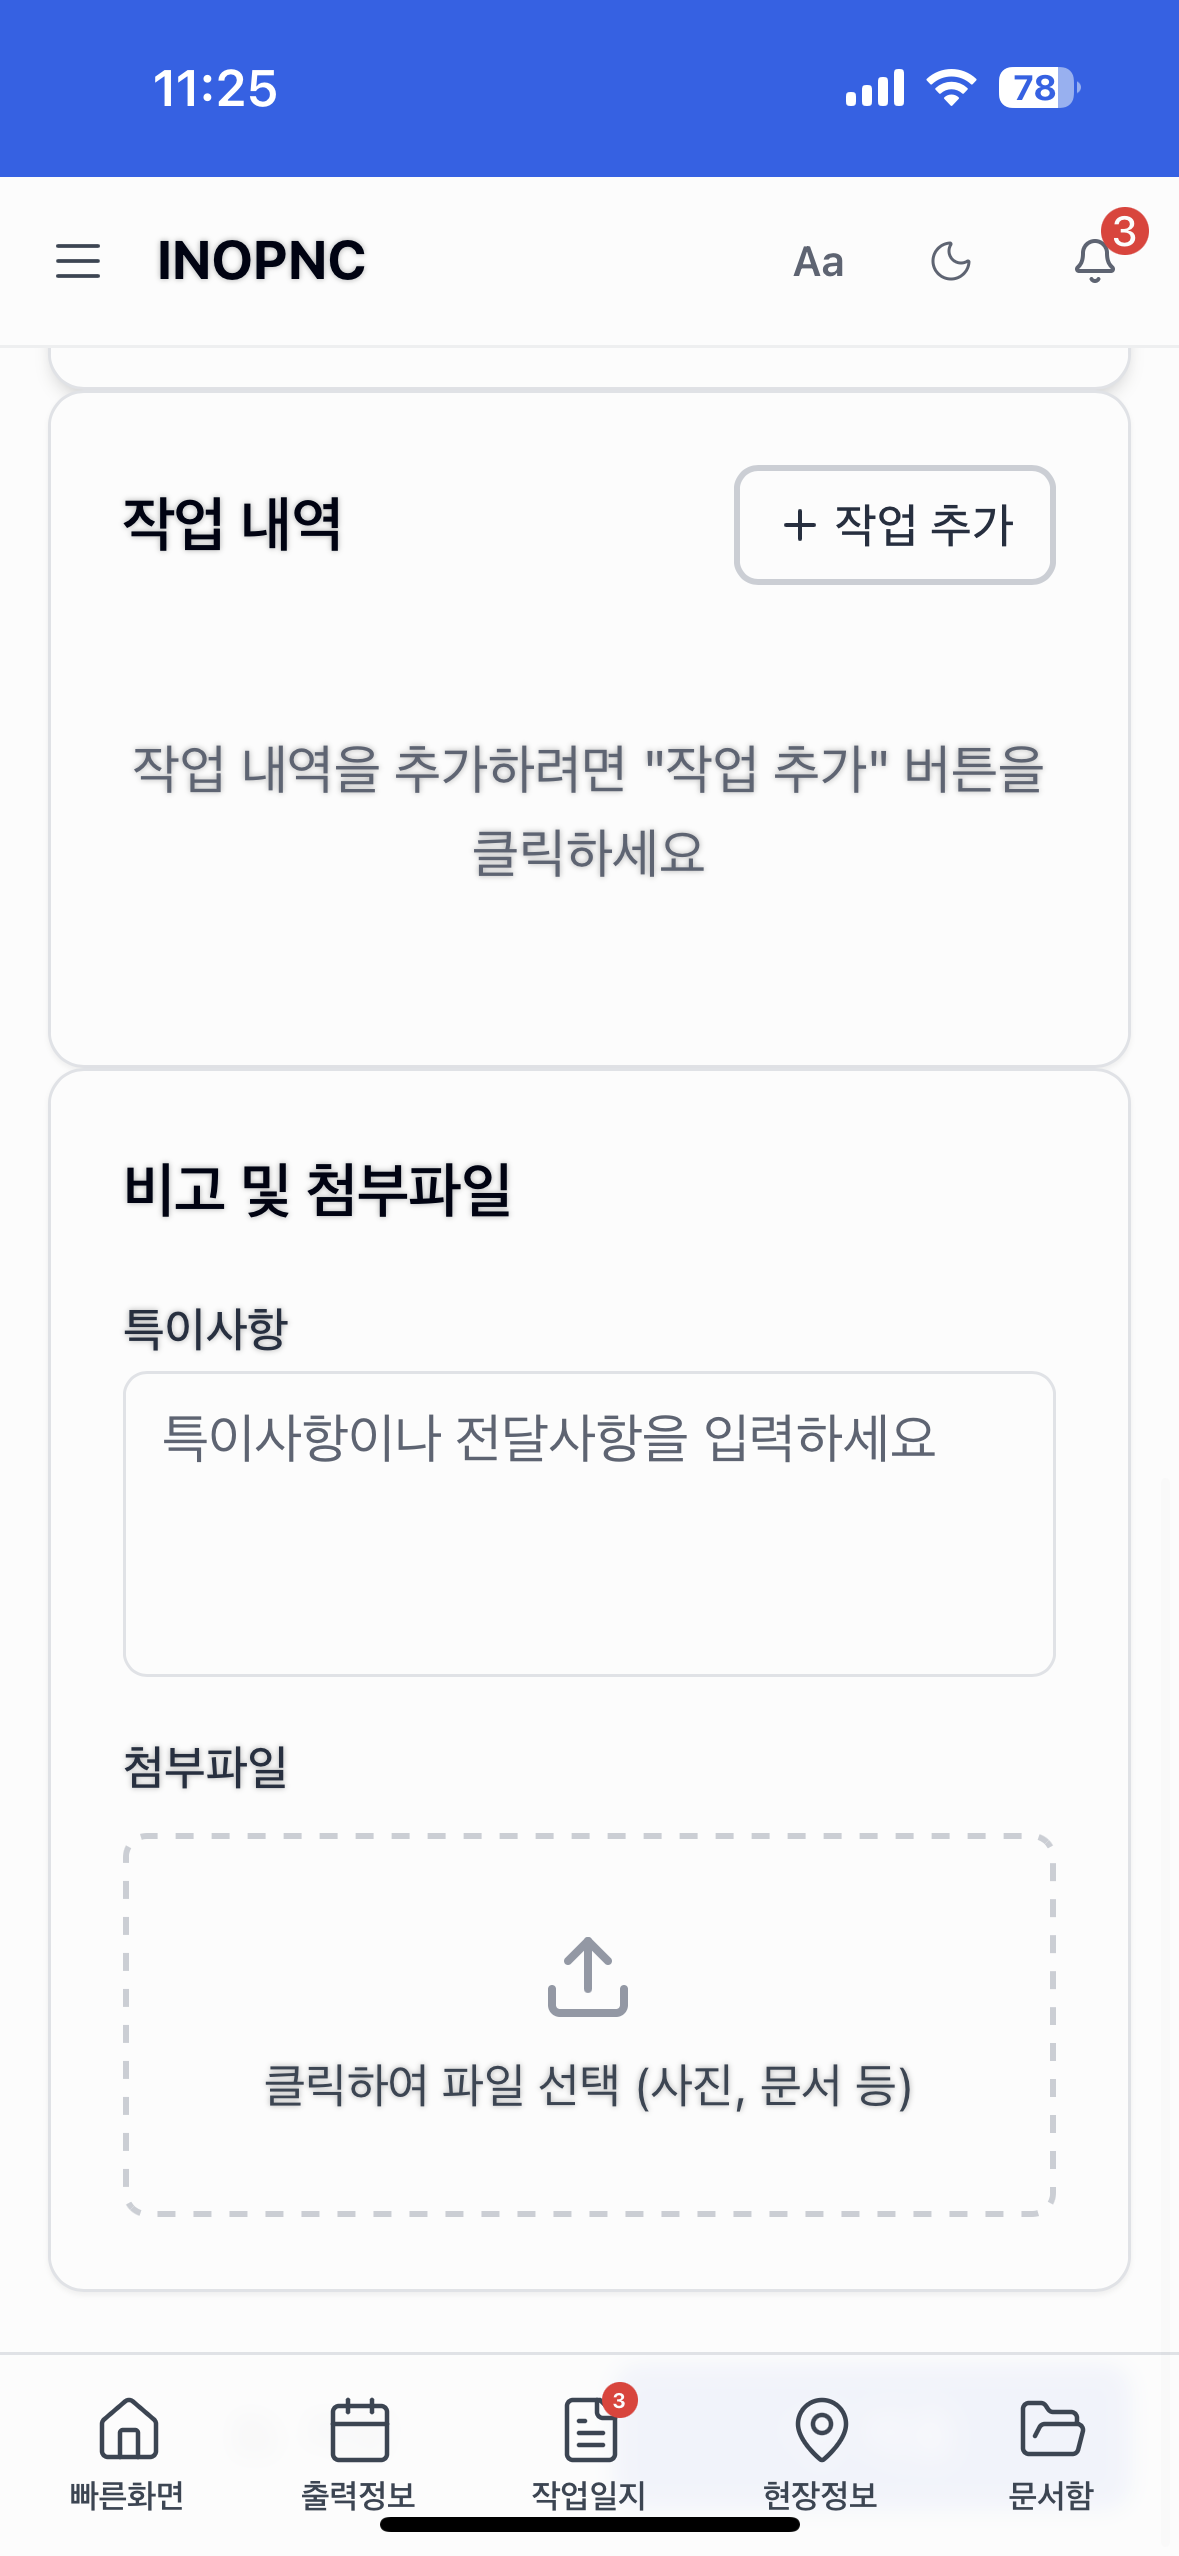 11:25
78
INOPNC
Aa
3
작업 내역
+ 작업 추가
작업 내역을 추가하려면 "작업 추가" 버튼을
클릭하세요
비고 및 첨부파일
특이사항
특이사항이나 전달사항을 입력하세요
첨부파일
클릭하여 파일 선택 (사진, 문서 등)
3
빠른화면
출력정보
작업일지
현장정보
문서함